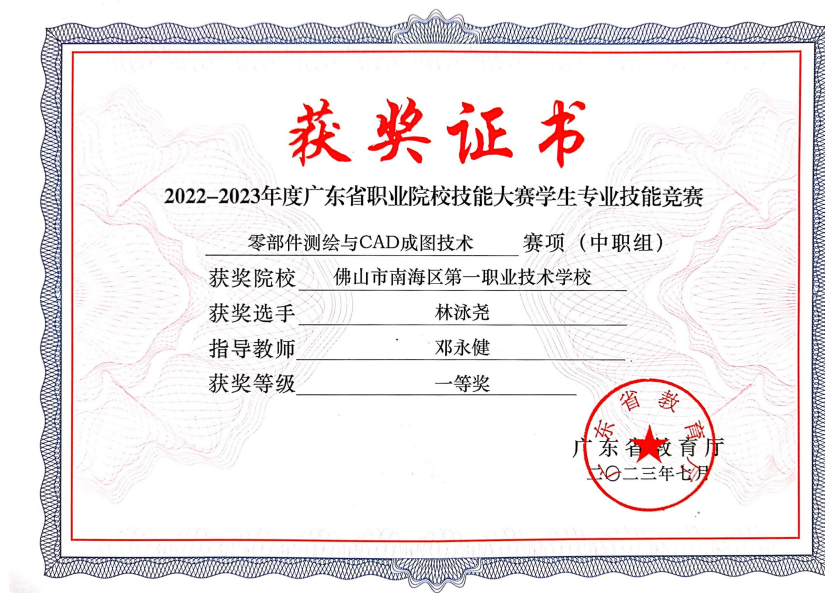 获奖证书
2022–2023年度广东省职业院校技能大赛学生专业技能竞赛
零部件测绘与CAD成图技术 赛项（中职组）
获奖院校 佛山市南海区第一职业技术学校
获奖选手 林泳尧
指导教师 邓永健
获奖等级 一等奖
广东省教育厅
广东省教育厅
二〇二三年七月